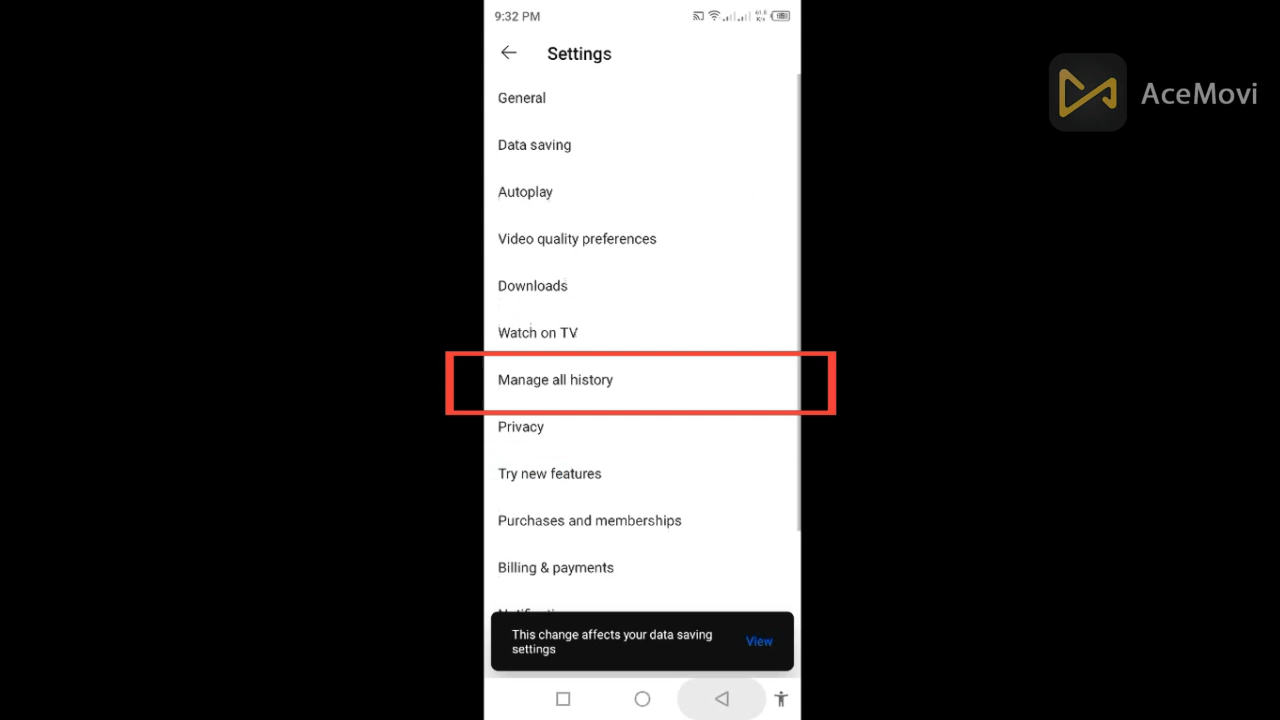 9:32 PM
Settings
AceMovi
General
Data saving
Autoplay
Video quality preferences
Downloads
Watch on TV
Manage all history
Privacy
Try new features
Purchases and memberships
Billing & payments
This change affects your data saving
settings
View